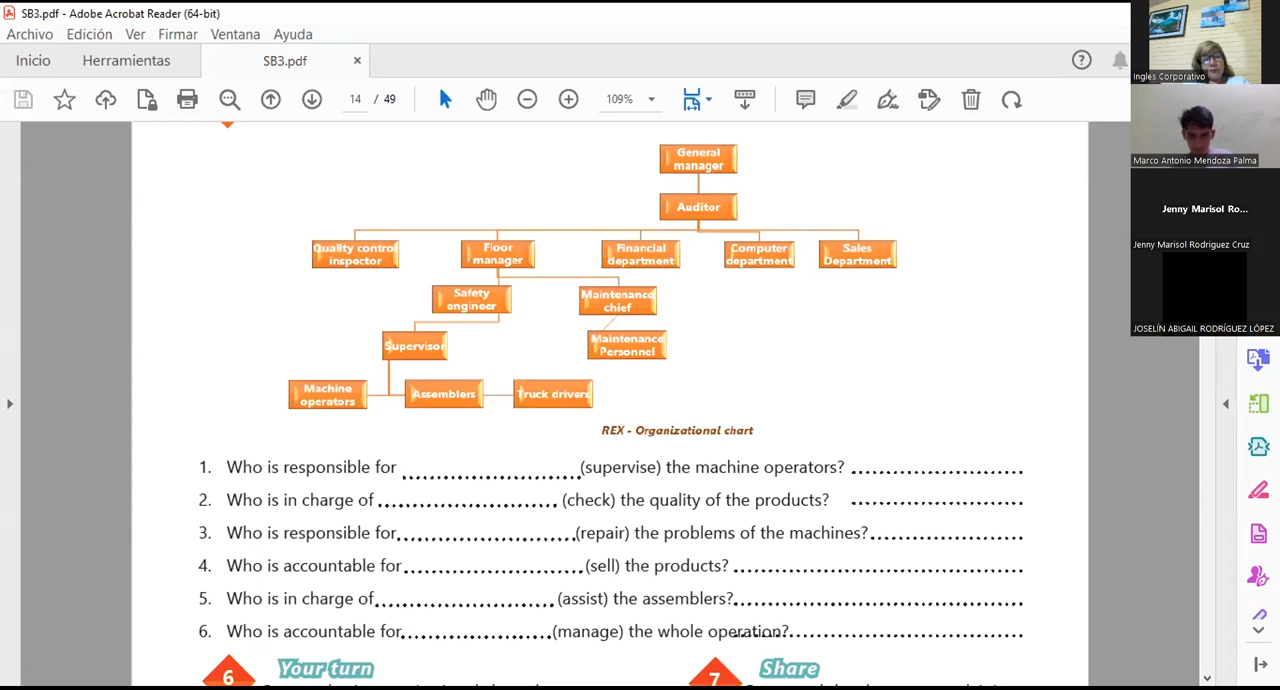 SB3.pdf - Adobe Acrobat Reader (64-bit)
Archivo Edición Ver Firmar Ventana Ayuda
Inicio Herramientas SB3.pdf ×
14 / 49 109%
General
manager
Auditor
Quality control
inspector
Floor
manager
Financial
department
Computer
department
Sales
Department
Safety
engineer
Maintenance
chief
Supervisor
Maintenance
Personnel
Machine
operators
Assemblers
Truck drivers
REX - Organizational chart
1. Who is responsible for ............................... (supervise) the machine operators? ..............................
2. Who is in charge of ............................... (check) the quality of the products? ..............................
3. Who is responsible for ............................... (repair) the problems of the machines? ...........................
4. Who is accountable for ............................... (sell) the products? ..................................................
5. Who is in charge of ............................... (assist) the assemblers? ..................................................
6. Who is accountable for ........................... (manage) the whole operation? ........................................
6 Your turn
7 Share
Ingles Corporativo
Marco Antonio Mendoza Palma
Jenny Marisol Ro...
Jenny Marisol Rodriguez Cruz
JOSELÍN ABIGAIL RODRÍGUEZ LÓPEZ